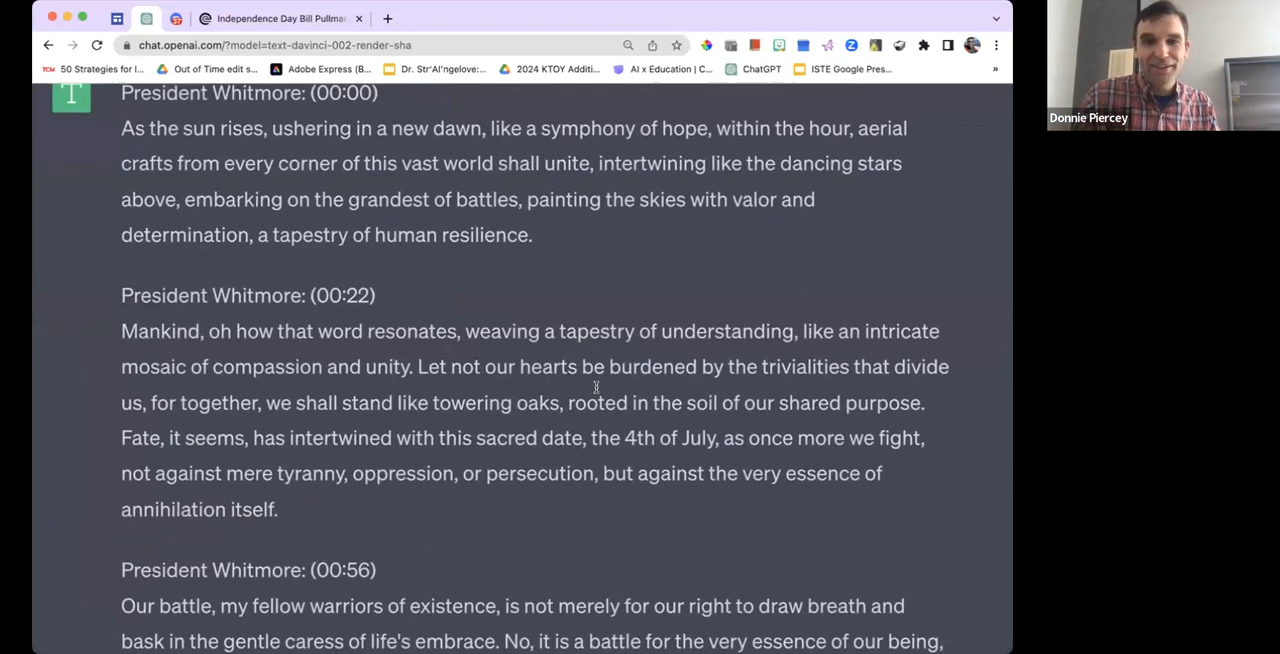 Independence Day Bill Pullma
chat.openai.com/?model=text-davinci-002-render-sha
TCM 50 Strategies for I... Out of Time edit s... Adobe Express (B... Dr. Str'AI'ngelove:... 2024 KTOY Additi... AI x Education | C... ChatGPT ISTE Google Pres... »
T
President Whitmore: (00:00)
As the sun rises, ushering in a new dawn, like a symphony of hope, within the hour, aerial
crafts from every corner of this vast world shall unite, intertwining like the dancing stars
above, embarking on the grandest of battles, painting the skies with valor and
determination, a tapestry of human resilience.
President Whitmore: (00:22)
Mankind, oh how that word resonates, weaving a tapestry of understanding, like an intricate
mosaic of compassion and unity. Let not our hearts be burdened by the trivialities that divide
us, for together, we shall stand like towering oaks, rooted in the soil of our shared purpose.
Fate, it seems, has intertwined with this sacred date, the 4th of July, as once more we fight,
not against mere tyranny, oppression, or persecution, but against the very essence of
annihilation itself.
President Whitmore: (00:56)
Our battle, my fellow warriors of existence, is not merely for our right to draw breath and
bask in the gentle caress of life's embrace. No, it is a battle for the very essence of our being,
Donnie Piercey